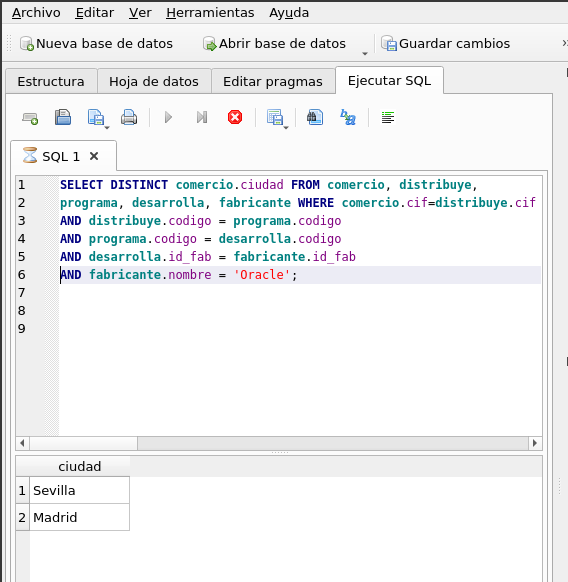 Archivo Editar Ver Herramientas Ayuda
Nueva base de datos Abrir base de datos Guardar cambios »
Estructura Hoja de datos Editar pragmas Ejecutar SQL
SQL 1
1 SELECT DISTINCT comercio.ciudad FROM comercio, distribuye,
2 programa, desarrolla, fabricante WHERE comercio.cif=distribuye.cif
3 AND distribuye.codigo = programa.codigo
4 AND programa.codigo = desarrolla.codigo
5 AND desarrolla.id_fab = fabricante.id_fab
6 AND fabricante.nombre = 'Oracle';
7
8
9
ciudad
1 Sevilla
2 Madrid